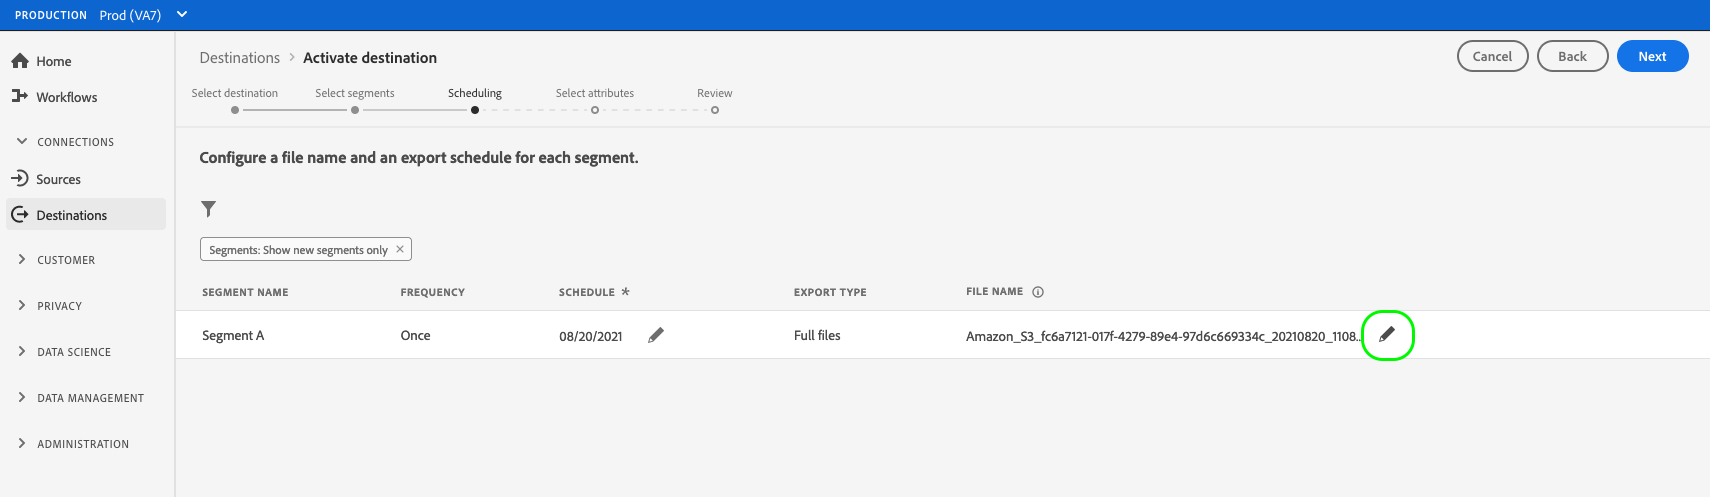 PRODUCTION Prod (VA7)
Home
Workflows
CONNECTIONS
Sources
Destinations
CUSTOMER
PRIVACY
DATA SCIENCE
DATA MANAGEMENT
ADMINISTRATION
Destinations > Activate destination
Cancel Back Next
Select destination Select segments Scheduling Select attributes Review
Configure a file name and an export schedule for each segment.
Segments: Show new segments only ×
SEGMENT NAME FREQUENCY SCHEDULE * EXPORT TYPE FILE NAME
Segment A Once 08/20/2021 Full files Amazon_S3_fc6a7121-017f-4279-89e4-97d6c669334c_20210820_1108...